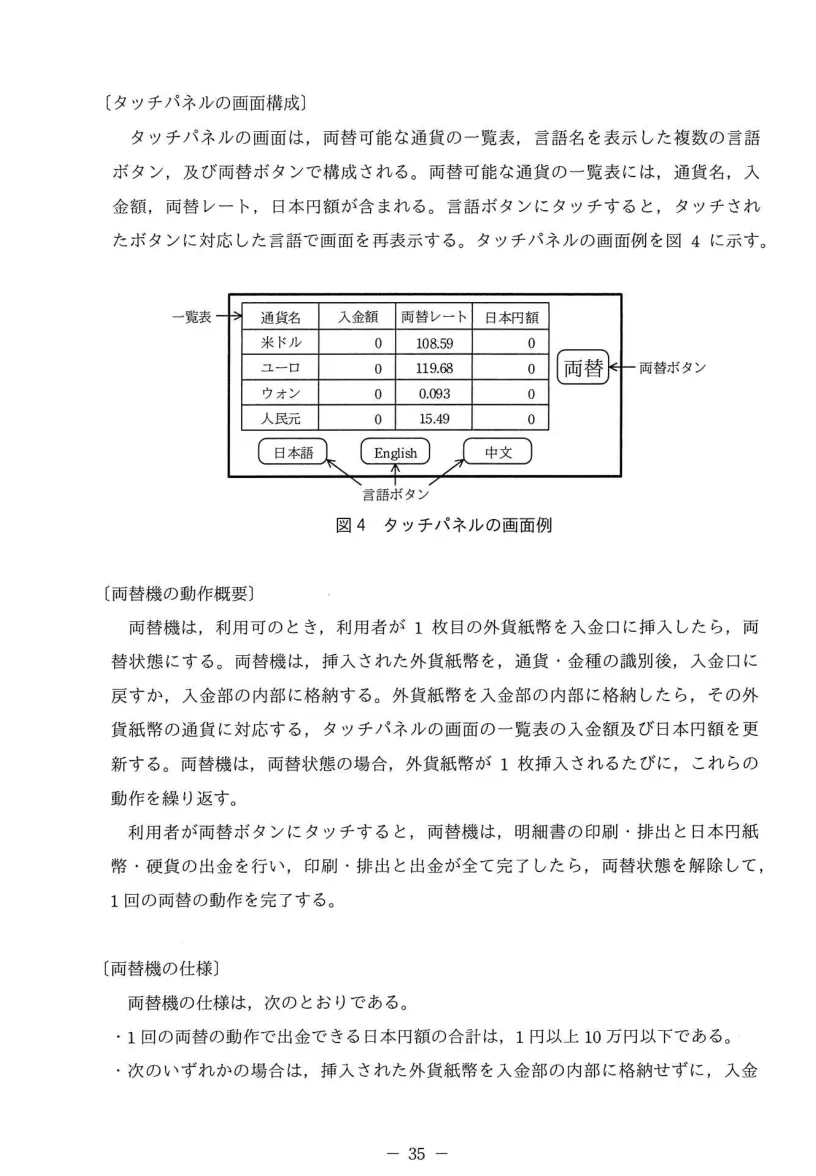 〔タッチパネルの画面構成〕
タッチパネルの画面は，両替可能な通貨の一覧表，言語名を表示した複数の言語
ボタン，及び両替ボタンで構成される。両替可能な通貨の一覧表には，通貨名，入
金額，両替レート，日本円額が含まれる。言語ボタンにタッチすると，タッチされ
たボタンに対応した言語で画面を再表示する。タッチパネルの画面例を図 4 に示す。
一覧表
通貨名 入金額 両替レート 日本円額
米ドル 0 108.59 0
ユーロ 0 119.68 0
ウォン 0 0.093 0
人民元 0 15.49 0
両替
両替ボタン
日本語 English 中文
言語ボタン
図 4 タッチパネルの画面例
〔両替機の動作概要〕
両替機は，利用可のとき，利用者が 1 枚目の外貨紙幣を入金口に挿入したら，両
替状態にする。両替機は，挿入された外貨紙幣を，通貨・金種の識別後，入金口に
戻すか，入金部の内部に格納する。外貨紙幣を入金部の内部に格納したら，その外
貨紙幣の通貨に対応する，タッチパネルの画面の一覧表の入金額及び日本円額を更
新する。両替機は，両替状態の場合，外貨紙幣が 1 枚挿入されるたびに，これらの
動作を繰り返す。
利用者が両替ボタンにタッチすると，両替機は，明細書の印刷・排出と日本円紙
幣・硬貨の出金を行い，印刷・排出と出金が全て完了したら，両替状態を解除して，
1 回の両替の動作を完了する。
〔両替機の仕様〕
両替機の仕様は，次のとおりである。
・1 回の両替の動作で出金できる日本円額の合計は，1 円以上 10 万円以下である。
・次のいずれかの場合は，挿入された外貨紙幣を入金部の内部に格納せずに，入金
－ 35 －